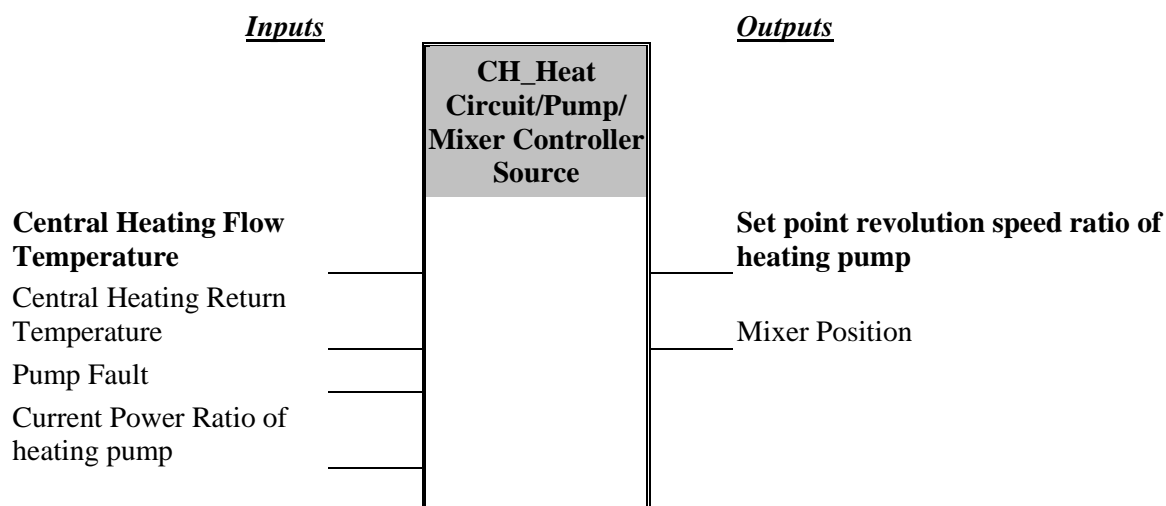 Inputs
Outputs
CH_Heat
Circuit/Pump/
Mixer Controller
Source
Central Heating Flow
Temperature
Set point revolution speed ratio of
heating pump
Central Heating Return
Temperature
Mixer Position
Pump Fault
Current Power Ratio of
heating pump